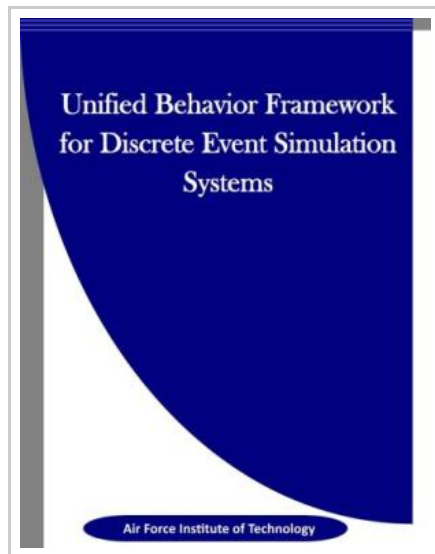 Unified Behavior Framework
for Discrete Event Simulation
Systems
Air Force Institute of Technology